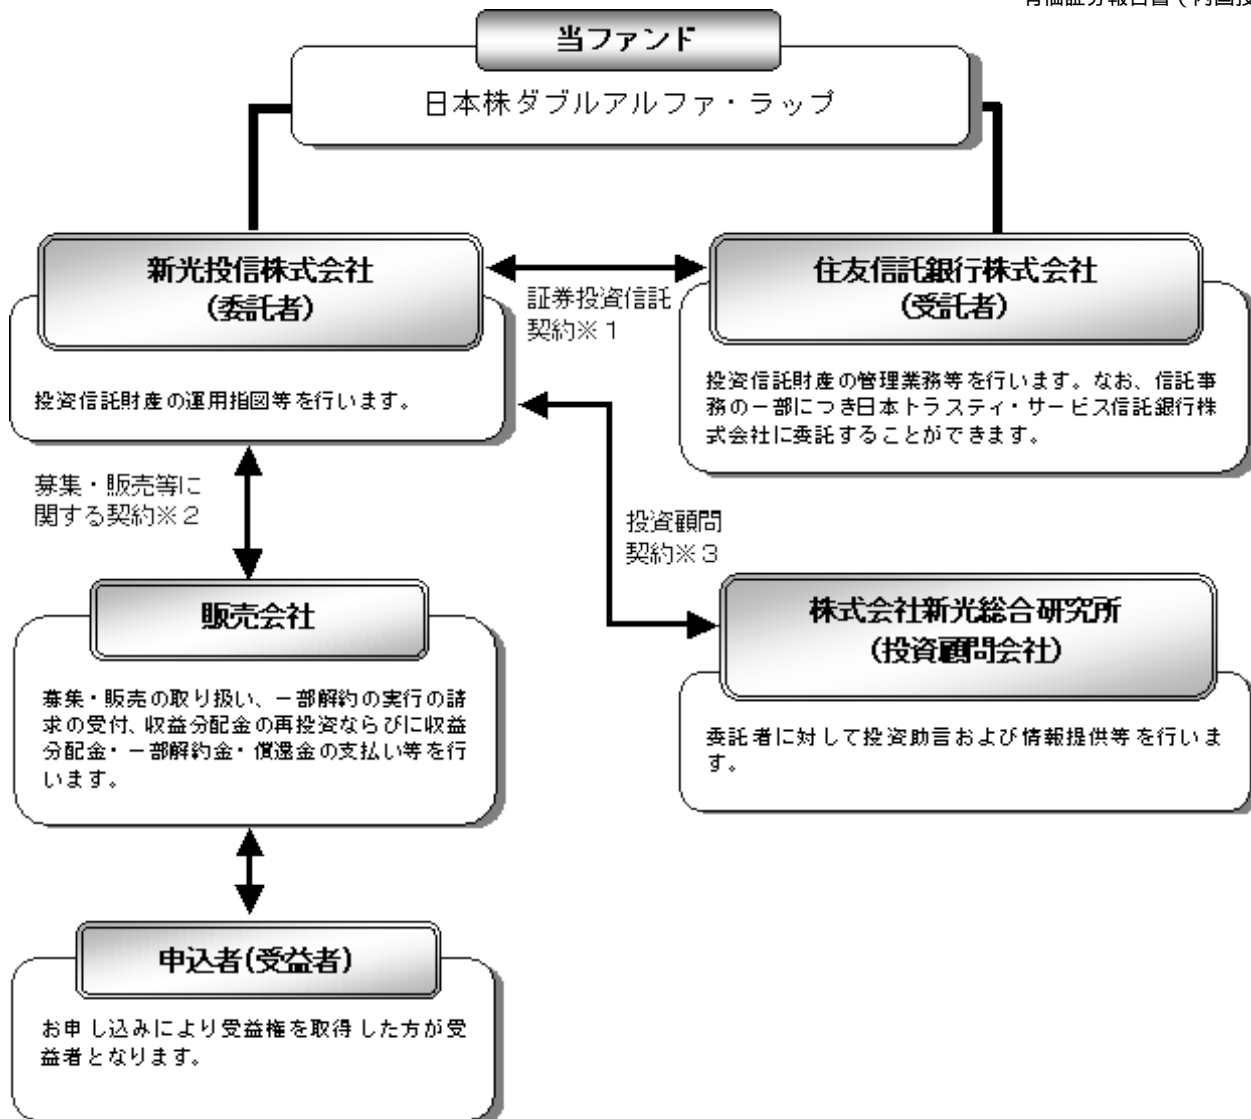 有価証券報告書(内国投
当ファンド
日本株ダブルアルファ・ラップ
新光投信株式会社
(委託者)
投資信託財産の運用指図等を行います。
証券投資信託
契約※1
住友信託銀行株式会社
(受託者)
投資信託財産の管理業務等を行います。なお、信託事
務の一部につき日本トラスティ・サービス信託銀行株
式会社に委託することができます。
募集・販売等に
関する契約※2
投資顧問
契約※3
販売会社
募集・販売の取り扱い、一部解約の実行の請
求の受付、収益分配金の再投資ならびに収益
分配金・一部解約金・償還金の支払い等を行
います。
株式会社新光総合研究所
(投資顧問会社)
委託者に対して投資助言および情報提供等を行いま
す。
申込者(受益者)
お申し込みにより受益権を取得した方が受
益者となります。